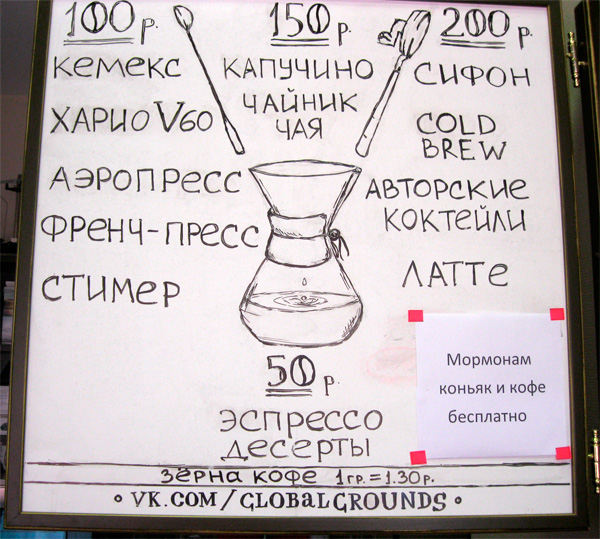 100 р.
кемекс
ХАРИО V60
АЭРОПРЕСС
ФРЕНЧ-ПРЕСС
СТИМЕР
150 р.
КАПУЧИНО
ЧАЙНИК
ЧАЯ
200 р.
СИФОН
COLD
BREW
АВТОРСКИЕ
КОКТЕЙЛИ
ЛАТТЕ
50 р.
ЭСПРЕССО
ДЕСЕРТЫ
Мормонам
коньяк и кофе
бесплатно
ЗЁРНА КОФЕ 1гр.=1.30р.
• VK.COM/GLOBALGROUNDS •